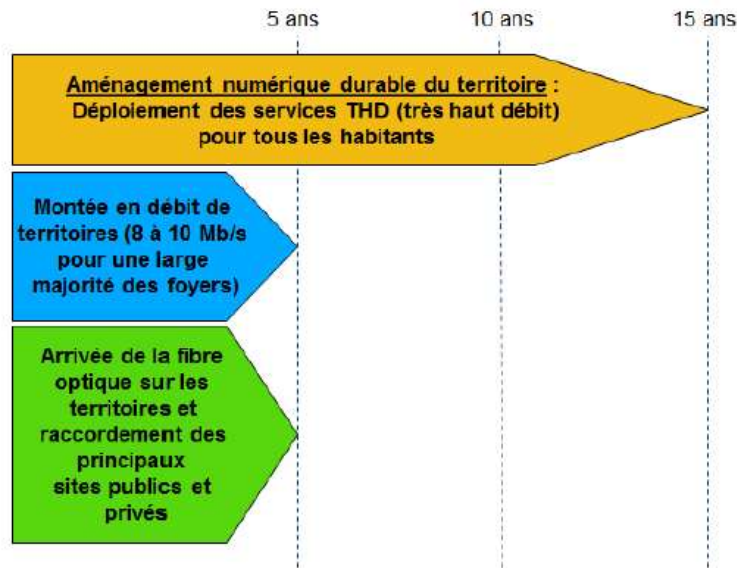 5 ans 10 ans 15 ans
Aménagement numérique durable du territoire :
Déploiement des services THD (très haut débit)
pour tous les habitants
Montée en débit de
territoires (8 à 10 Mb/s
pour une large
majorité des foyers)
Arrivée de la fibre
optique sur les
territoires et
raccordement des
principaux
sites publics et
privés